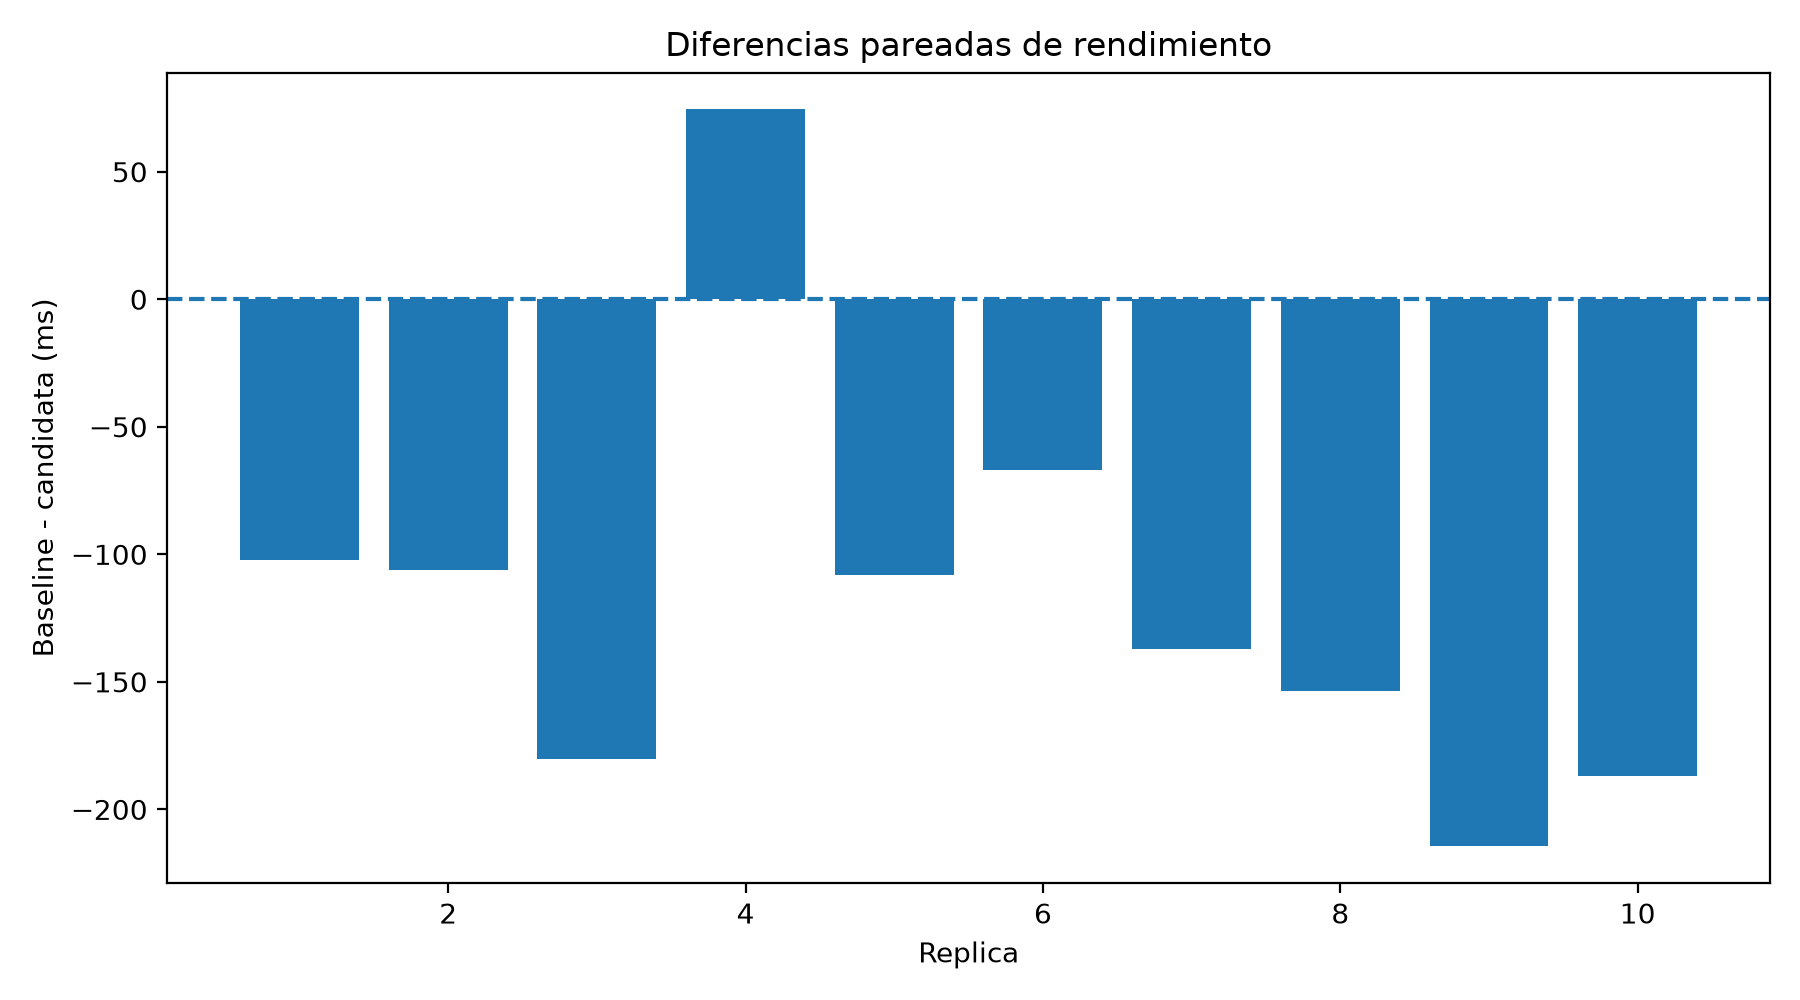 Diferencias pareadas de rendimiento
Baseline - candidata (ms)
50
0
−50
−100
−150
−200
2 4 6 8 10
Replica